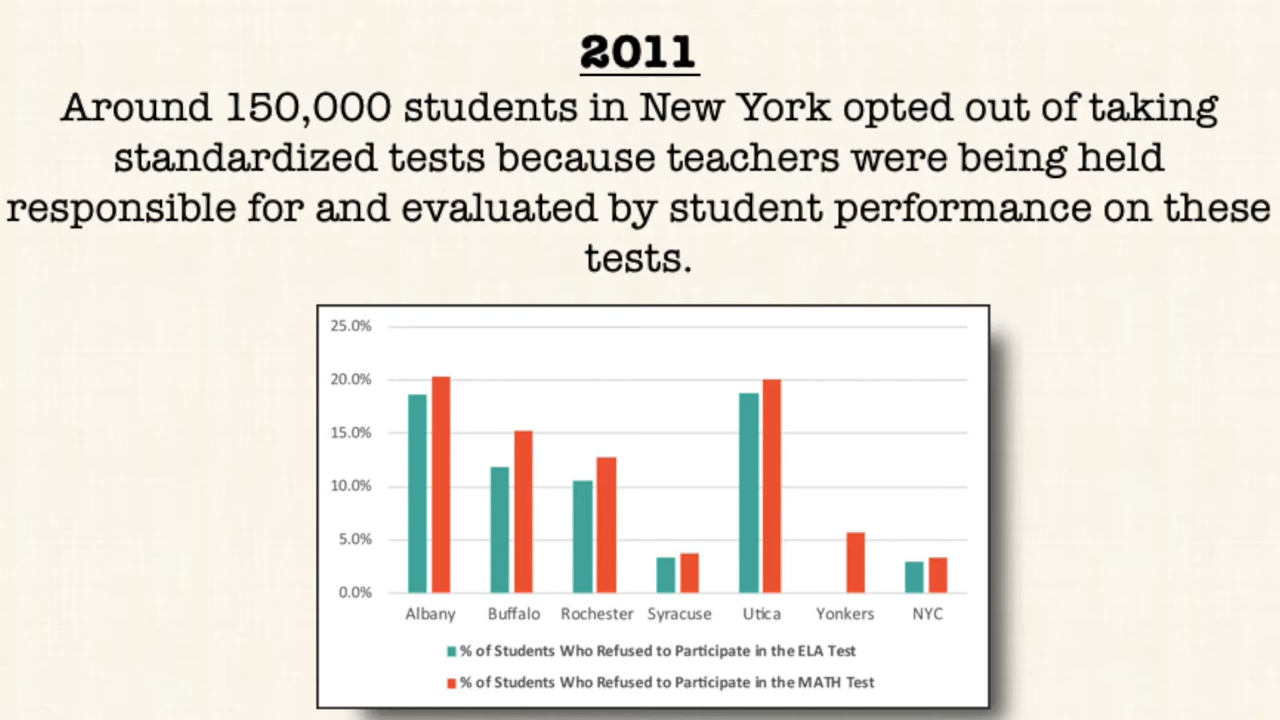 2011
Around 150,000 students in New York opted out of taking
standardized tests because teachers were being held
responsible for and evaluated by student performance on these
tests.
25.0%
20.0%
15.0%
10.0%
5.0%
0.0%
Albany Buffalo Rochester Syracuse Utica Yonkers NYC
% of Students Who Refused to Participate in the ELA Test
% of Students Who Refused to Participate in the MATH Test